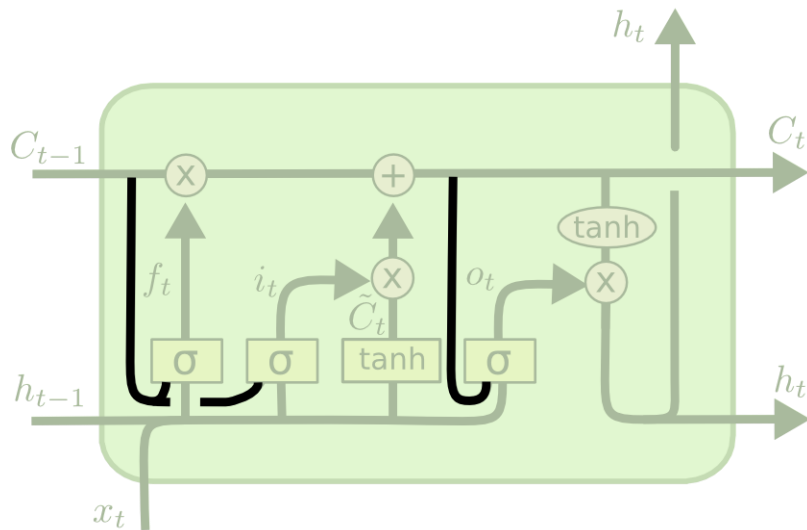 h_t
C_{t-1} x + C_t
tanh
f_t i_t x o_t x
C̃_t
σ σ tanh σ
h_{t-1} h_t
x_t